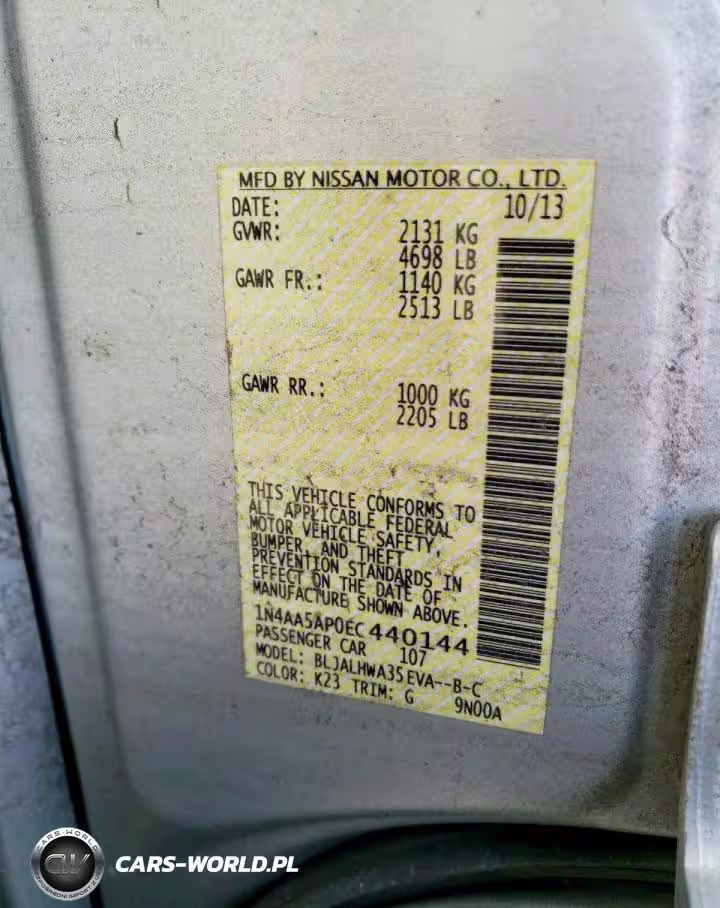 MFD BY NISSAN MOTOR CO., LTD.
DATE: 10/13
GVWR: 2131 KG
4698 LB
GAWR FR.: 1140 KG
2513 LB
GAWR RR.: 1000 KG
2205 LB
THIS VEHICLE CONFORMS TO
ALL APPLICABLE FEDERAL
MOTOR VEHICLE SAFETY,
BUMPER, AND THEFT
PREVENTION STANDARDS IN
EFFECT ON THE DATE OF
MANUFACTURE SHOWN ABOVE.
1N4AA5AP0EC440144
PASSENGER CAR 107
MODEL: BLJALHWA35EVA--B-C
COLOR: K23 TRIM: G 9N00A
CARS-WORLD
CW
CARS-WORLD.PL